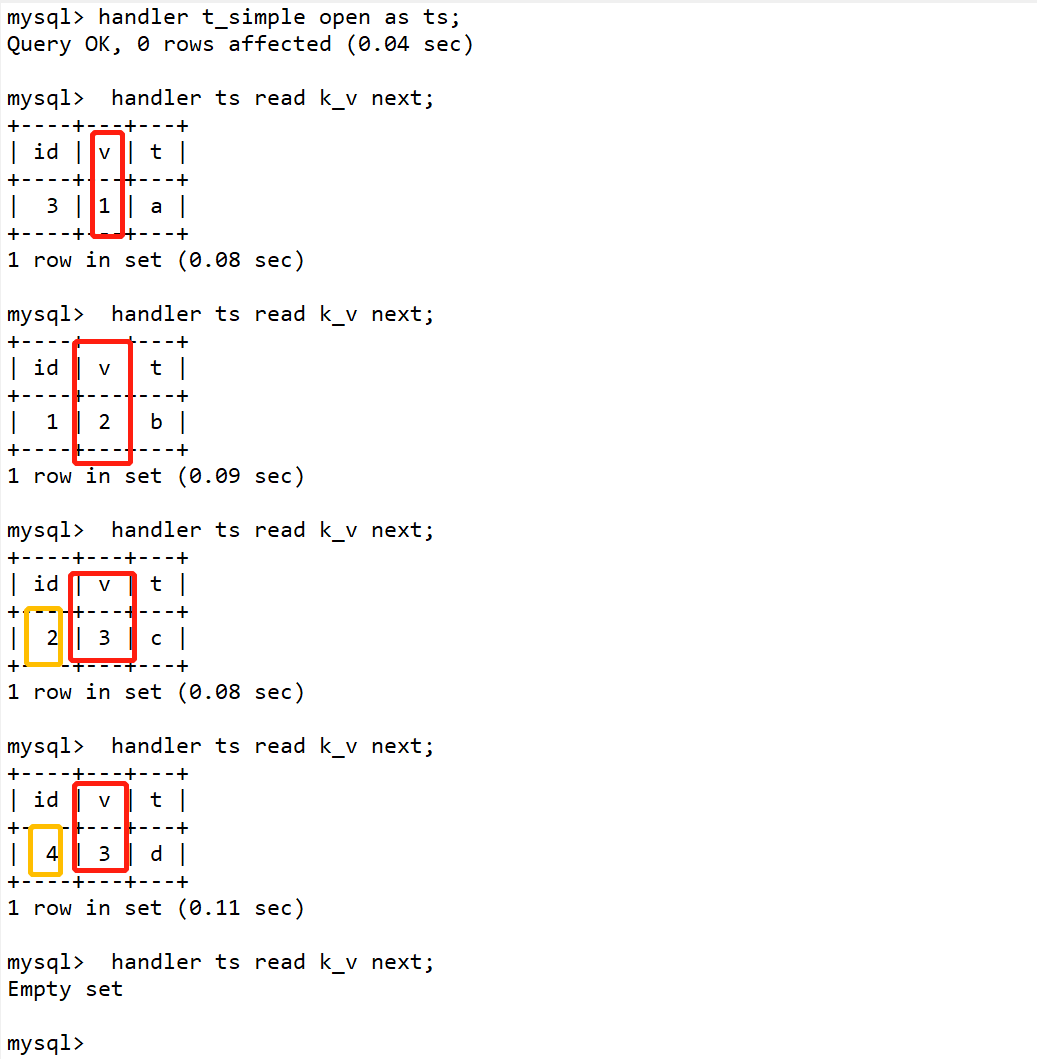 mysql> handler t_simple open as ts;
Query OK, 0 rows affected (0.04 sec)
mysql>  handler ts read k_v next;
+----+---+---+
| id | v | t |
+----+---+---+
|  3 | 1 | a |
+----+---+---+
1 row in set (0.08 sec)
mysql>  handler ts read k_v next;
+----+---+---+
| id | v | t |
+----+---+---+
|  1 | 2 | b |
+----+---+---+
1 row in set (0.09 sec)
mysql>  handler ts read k_v next;
+----+---+---+
| id | v | t |
+----+---+---+
|  2 | 3 | c |
+----+---+---+
1 row in set (0.08 sec)
mysql>  handler ts read k_v next;
+----+---+---+
| id | v | t |
+----+---+---+
|  4 | 3 | d |
+----+---+---+
1 row in set (0.11 sec)
mysql>  handler ts read k_v next;
Empty set
mysql>